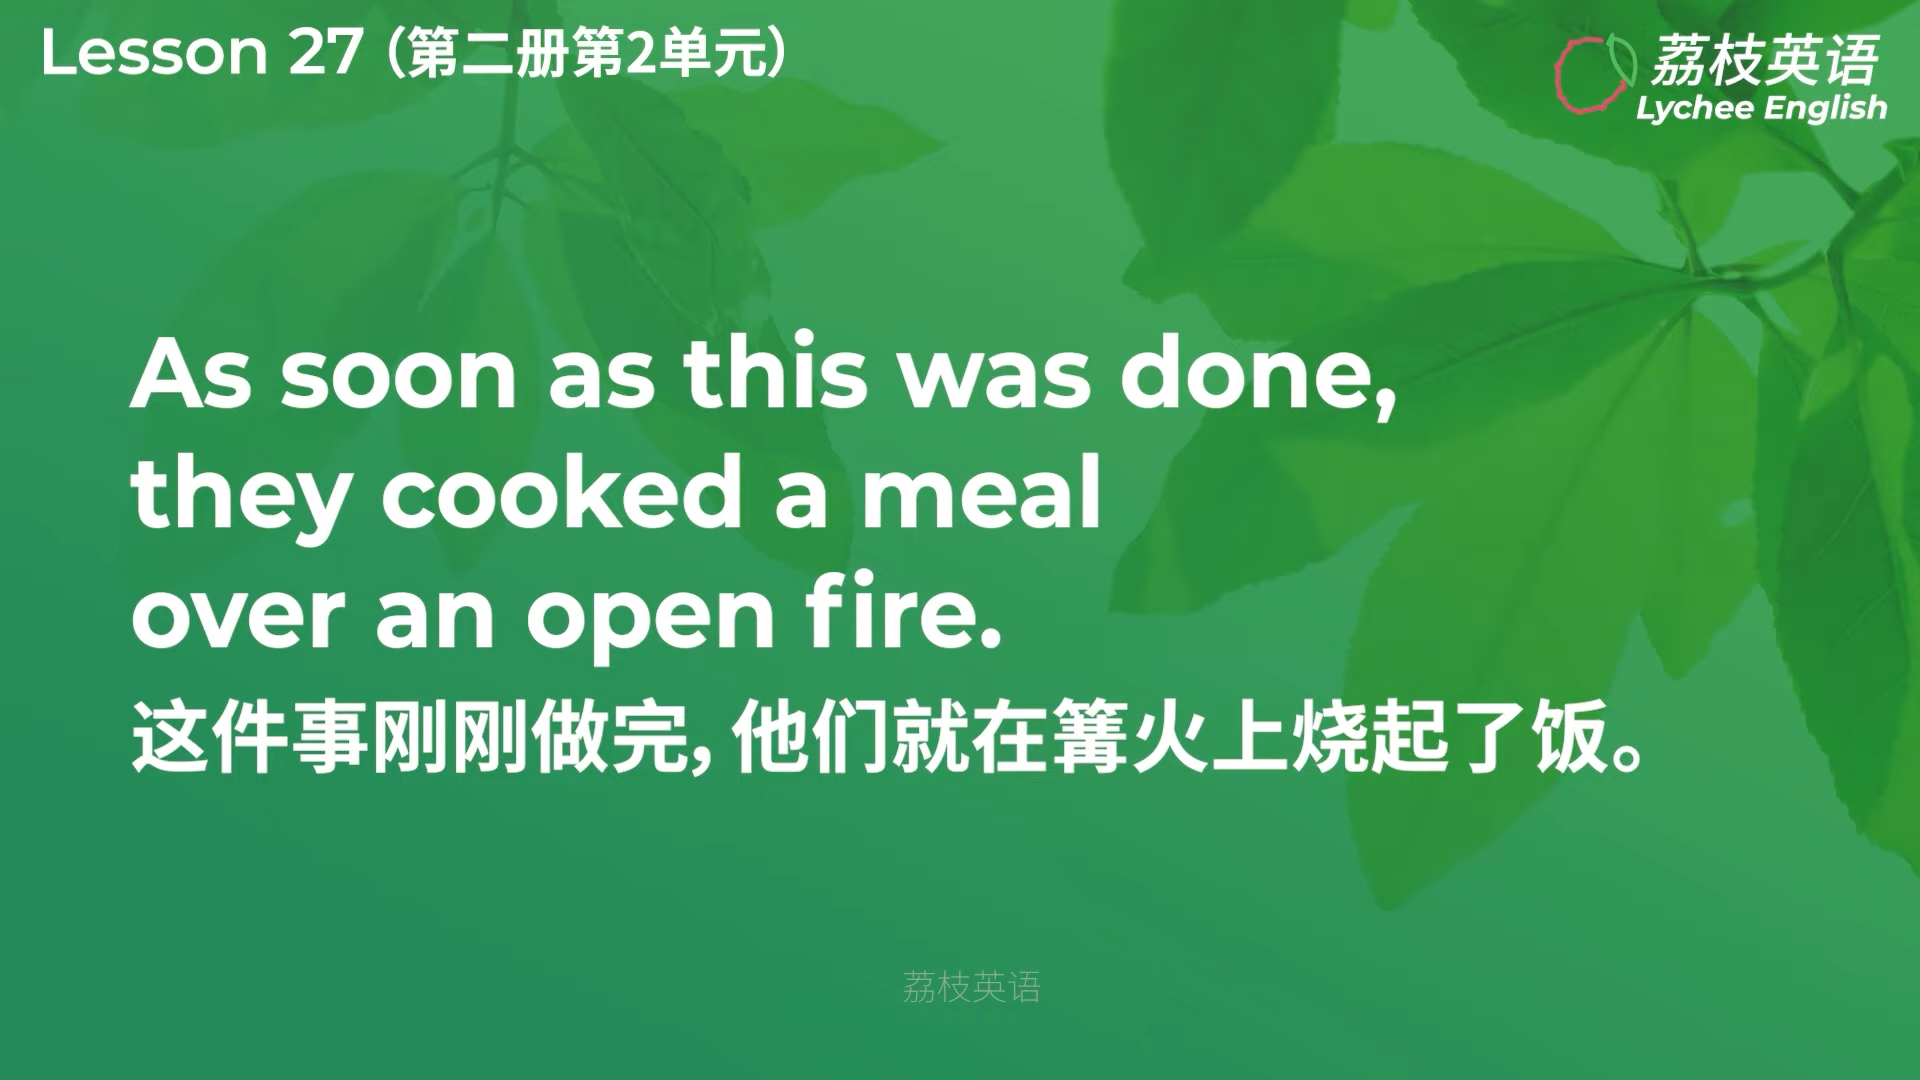 Lesson 27（第二册第2单元）
荔枝英语
Lychee English
As soon as this was done,
they cooked a meal
over an open fire.
这件事刚刚做完, 他们就在篝火上烧起了饭。
荔枝英语